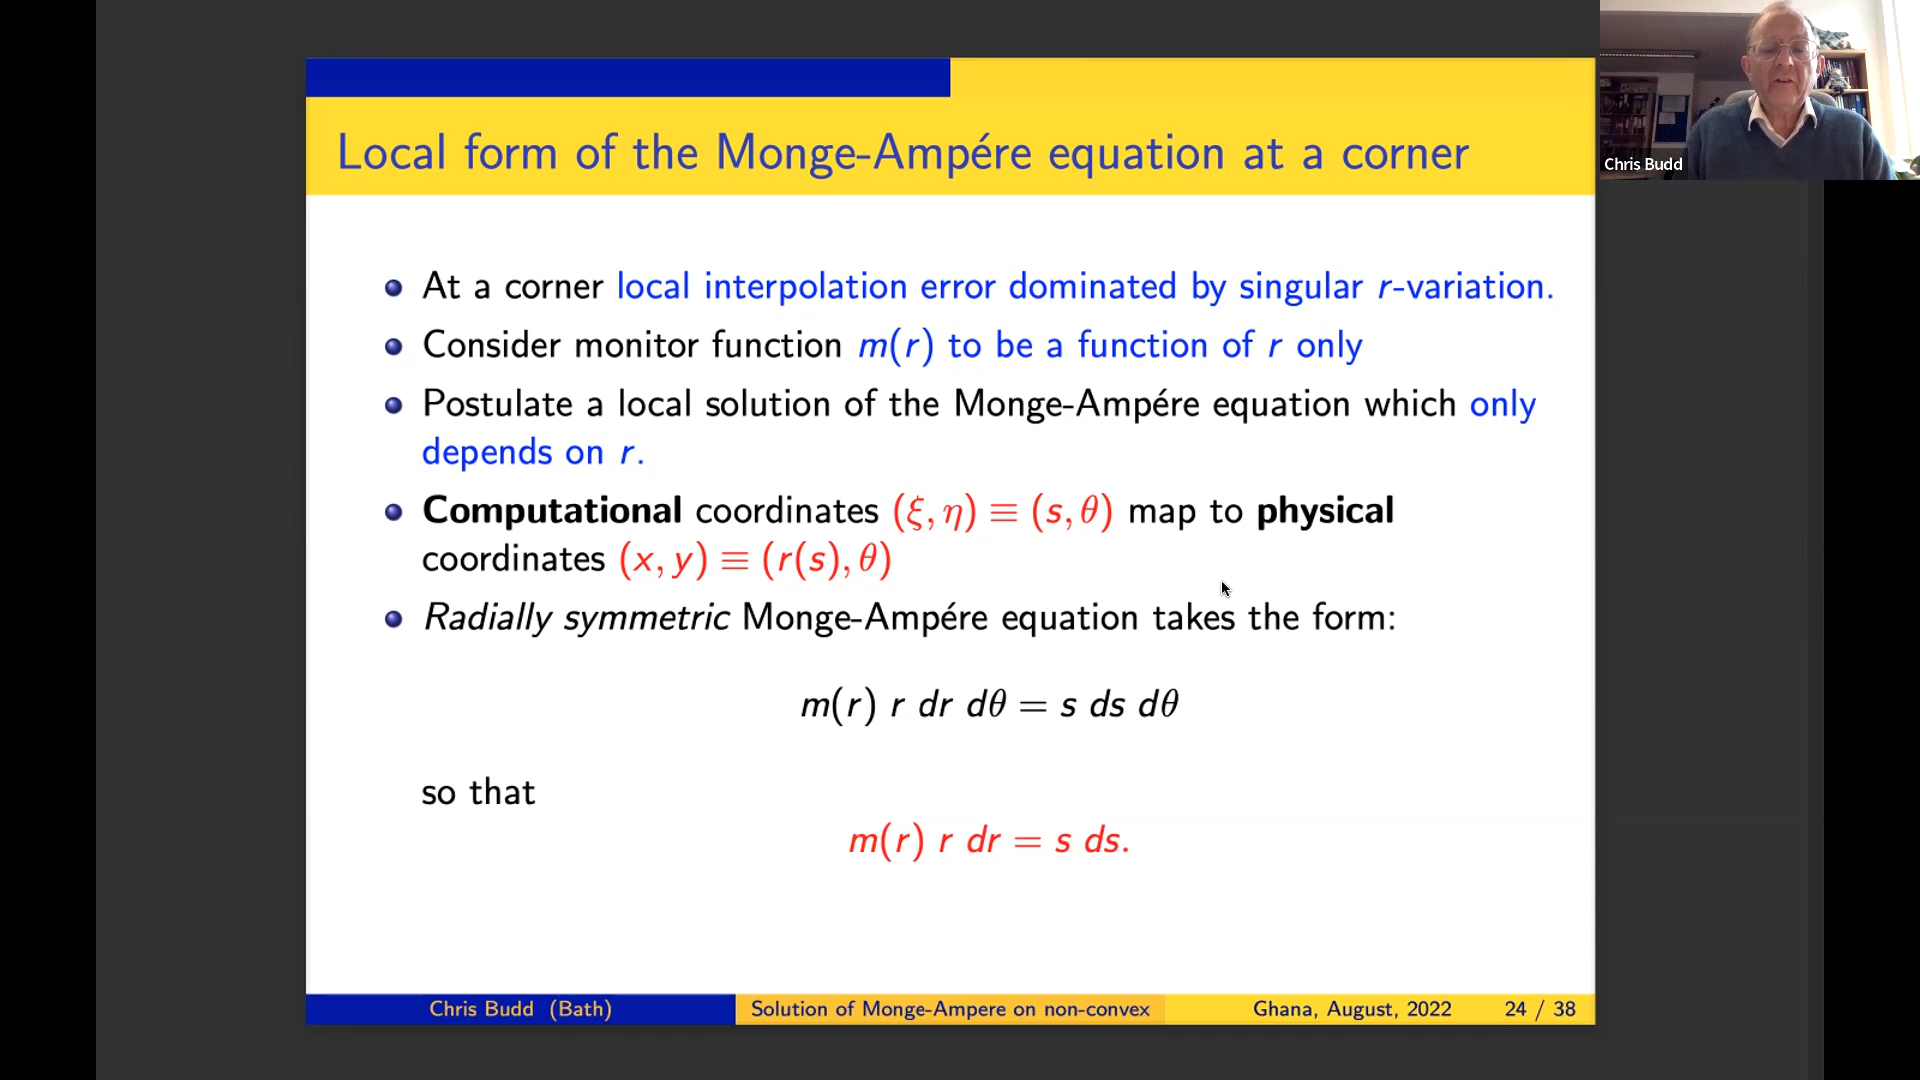 Local form of the Monge-Ampére equation at a corner
At a corner local interpolation error dominated by singular r-variation.
Consider monitor function m(r) to be a function of r only
Postulate a local solution of the Monge-Ampére equation which only
depends on r.
Computational coordinates (ξ, η) ≡ (s, θ) map to physical
coordinates (x, y) ≡ (r(s), θ)
Radially symmetric Monge-Ampére equation takes the form:
m(r) r dr dθ = s ds dθ
so that
m(r) r dr = s ds.
Chris Budd (Bath) Solution of Monge-Ampere on non-convex Ghana, August, 2022 24 / 38
Chris Budd